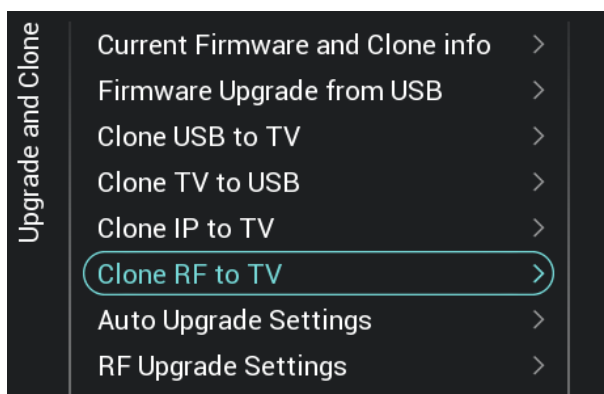 Upgrade and Clone
Current Firmware and Clone info
Firmware Upgrade from USB
Clone USB to TV
Clone TV to USB
Clone IP to TV
Clone RF to TV
Auto Upgrade Settings
RF Upgrade Settings